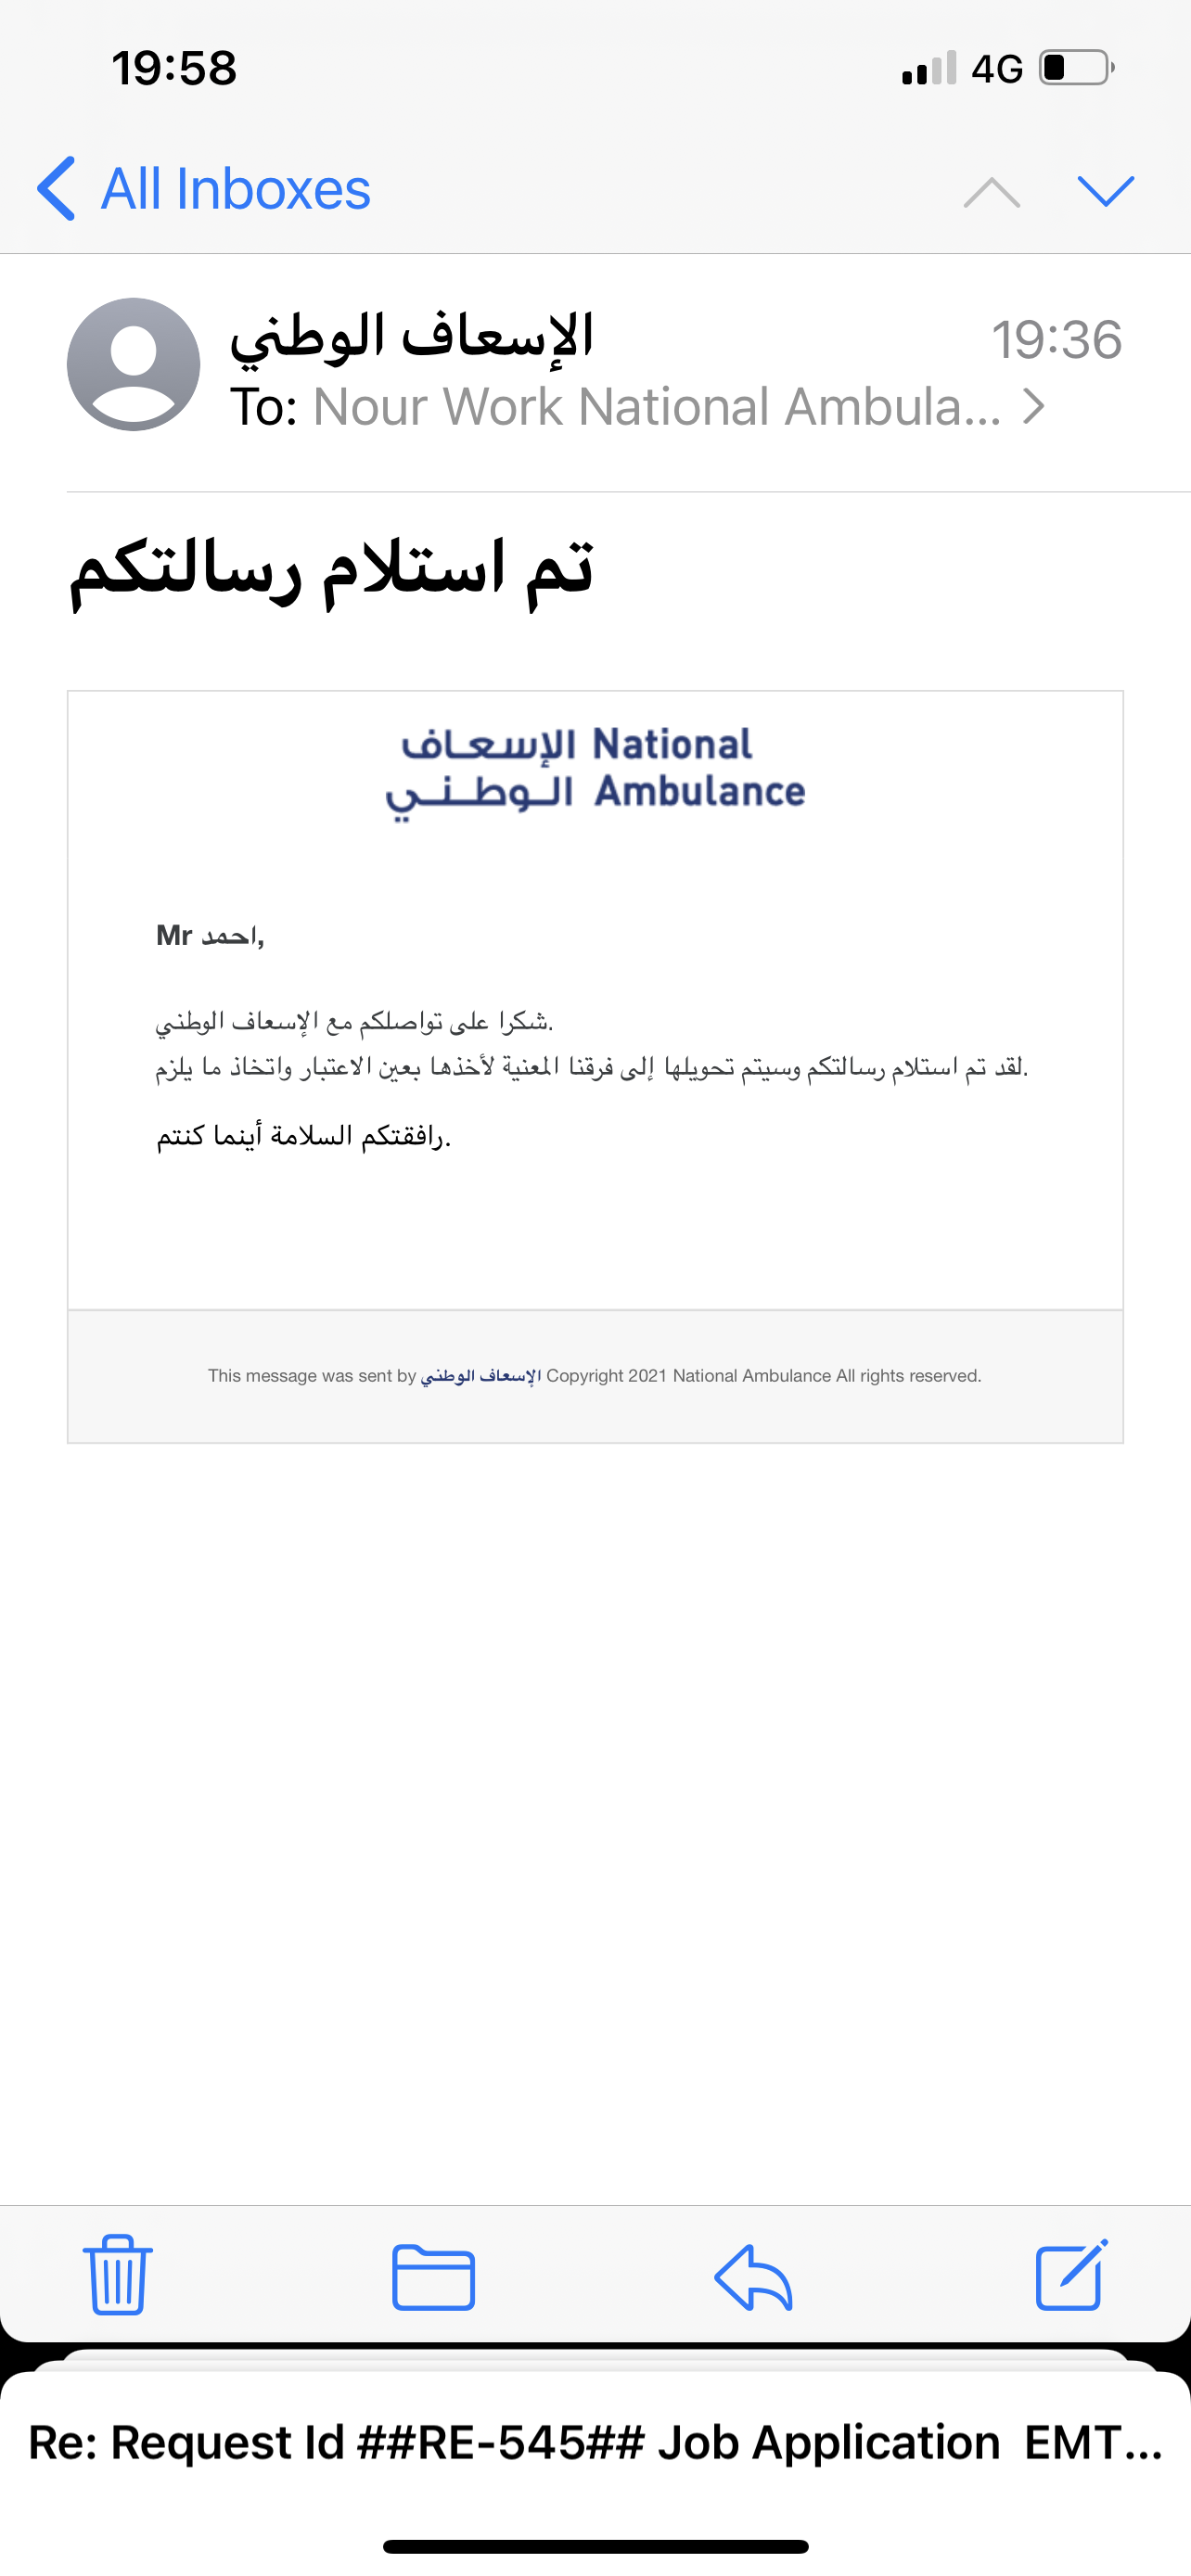 19:58 4G
All Inboxes
الإسعاف الوطني 19:36
To: Nour Work National Ambula...
تم استلام رسالتكم
الإسعاف National
الوطني Ambulance
Mr احمد,
شكرا على تواصلكم مع الإسعاف الوطني.
لقد تم استلام رسالتكم وسيتم تحويلها إلى فرقنا المعنية لأخذها بعين الاعتبار واتخاذ ما يلزم.
رافقتكم السلامة أينما كنتم.
This message was sent by الإسعاف الوطني Copyright 2021 National Ambulance All rights reserved.
Re: Request Id ##RE-545## Job Application EMT...